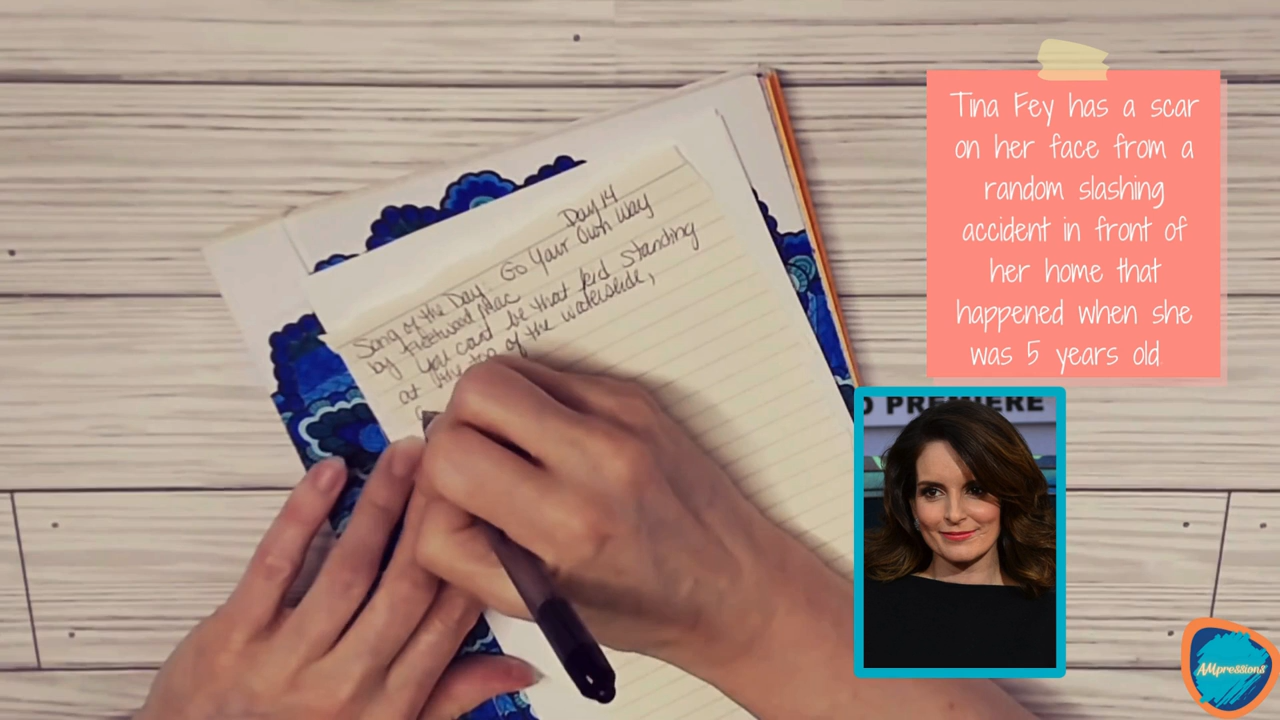 Day 14
Song of the Day: Go Your Own Way
by Fleetwood Mac
You can't be that kid standing
at the top of the waterslide,
Tina Fey has a scar
on her face from a
random slashing
accident in front of
her home that
happened when she
was 5 years old.
O PREMIERE
AMpressions